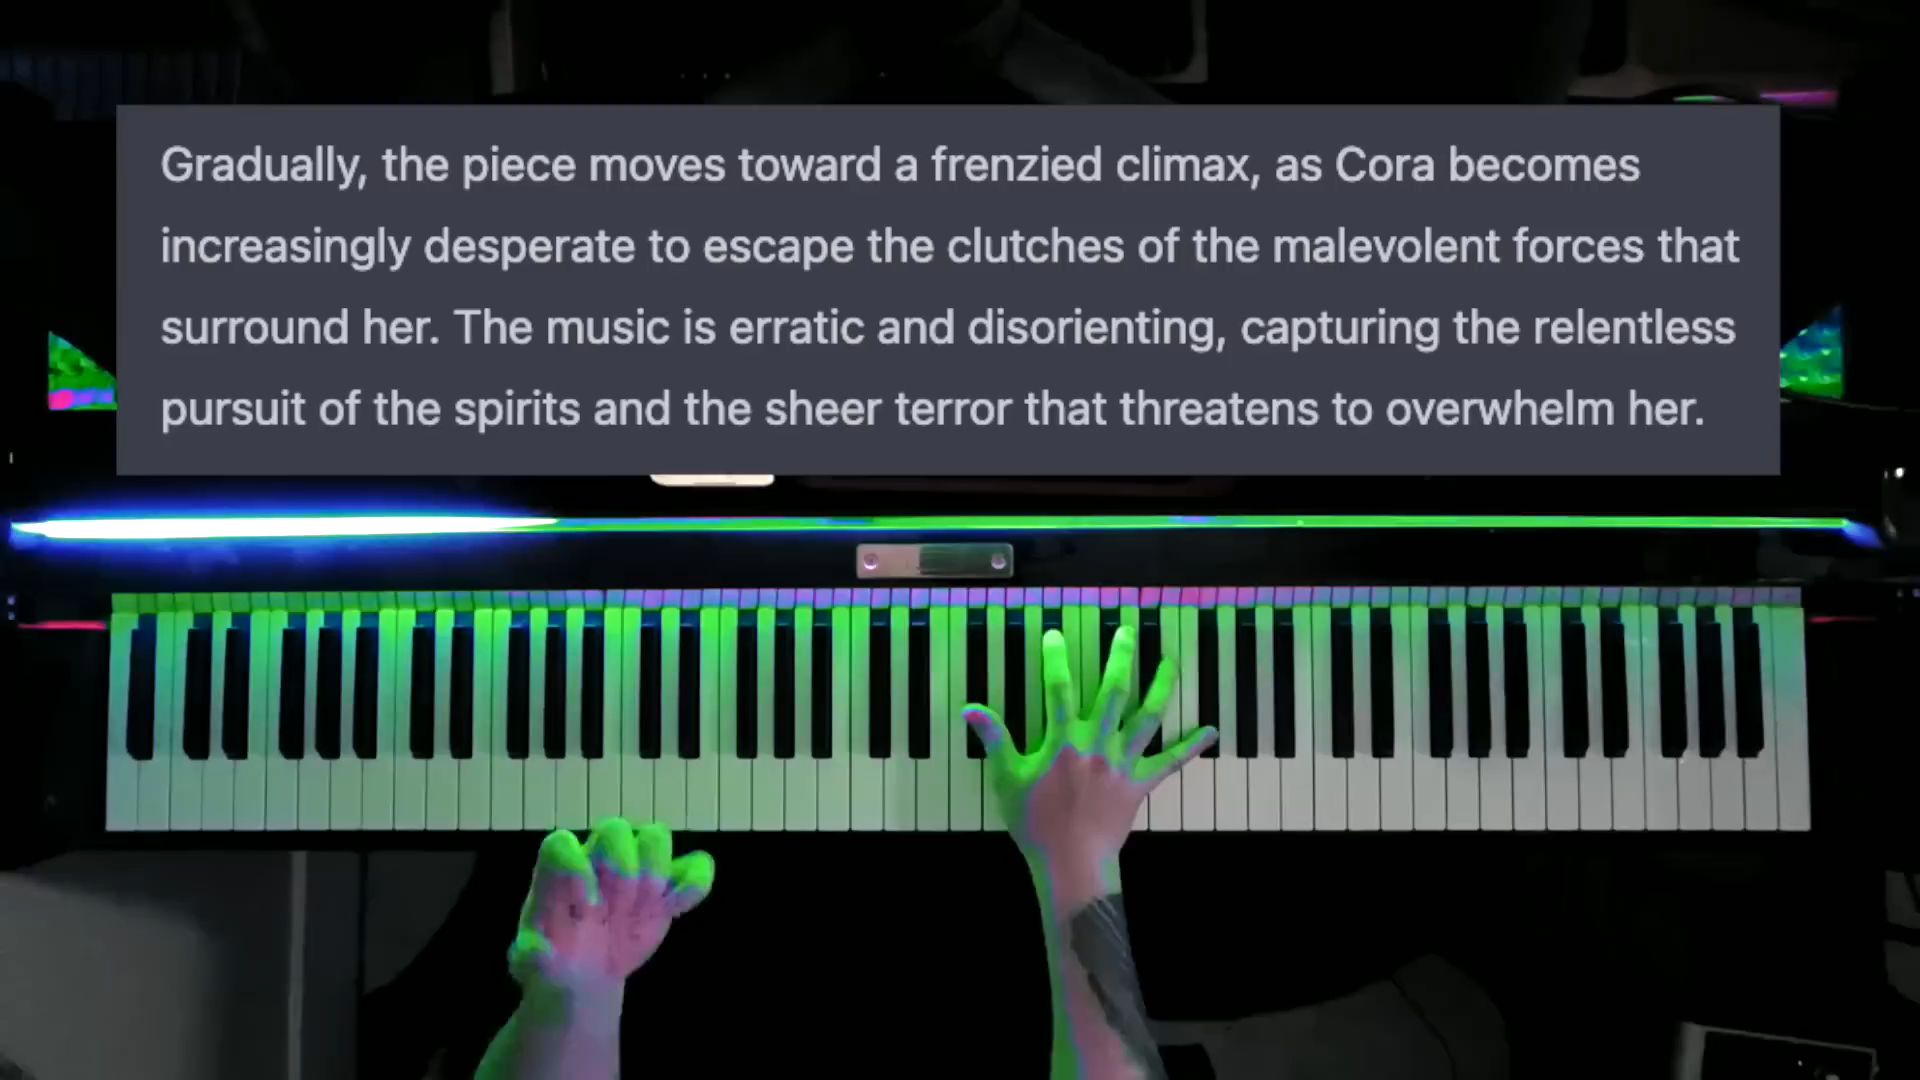 Gradually, the piece moves toward a frenzied climax, as Cora becomes
increasingly desperate to escape the clutches of the malevolent forces that
surround her. The music is erratic and disorienting, capturing the relentless
pursuit of the spirits and the sheer terror that threatens to overwhelm her.